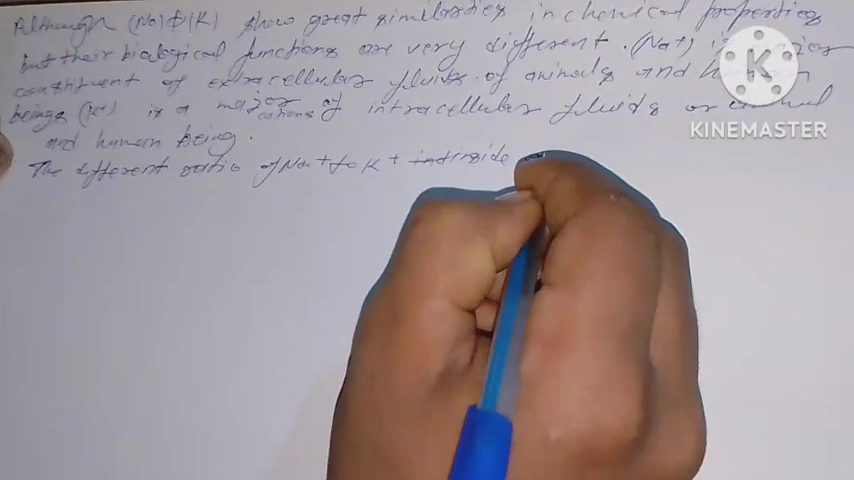 Although (Na) & (K) show great similarties in chemical properties
but their biological functions are very different. (Na+) is major
constituent of extracellular fluids of animals and human
beings (K+) is a major cations of intracellular fluids or animal
and human being.
The different ratio of Na+ to K+ inside
KINEMASTER